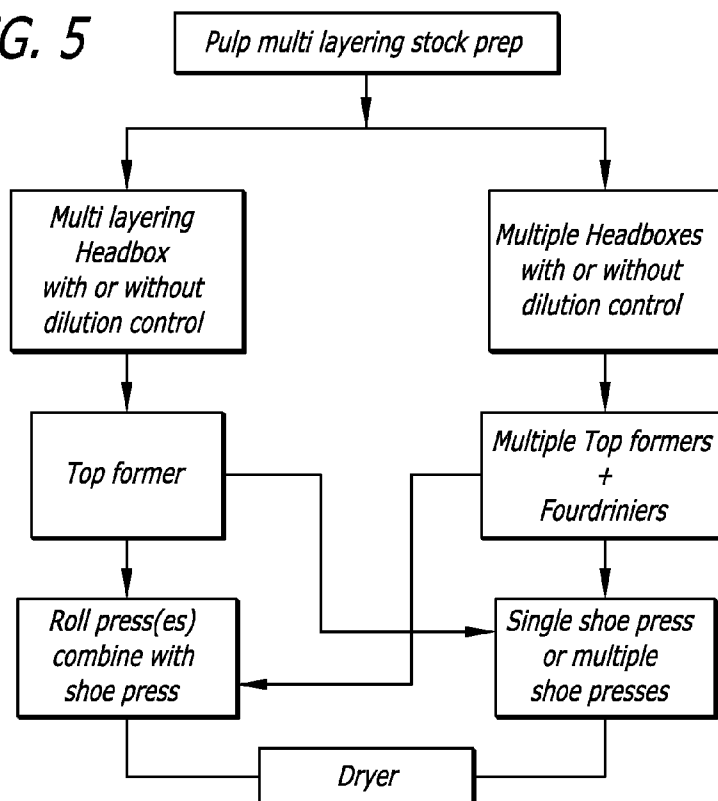 G. 5
Pulp multi layering stock prep
Multi layering
Headbox
with or without
dilution control
Multiple Headboxes
with or without
dilution control
Top former
Multiple Top formers
+
Fourdriniers
Roll press(es)
combine with
shoe press
Single shoe press
or multiple
shoe presses
Dryer